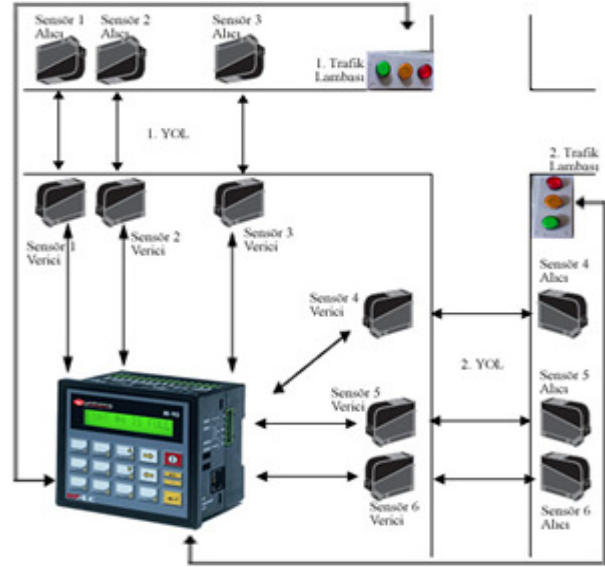 Sensör 1
Alıcı
Sensör 2
Alıcı
Sensör 3
Alıcı
1. Trafik
Lambası
1. YOL
2. Trafik
Lambası
Sensör 1
Verici
Sensör 2
Verici
Sensör 3
Verici
Sensör 4
Verici
Sensör 4
Alıcı
2. YOL
Sensör 5
Verici
Sensör 5
Alıcı
Sensör 6
Verici
Sensör 6
Alıcı